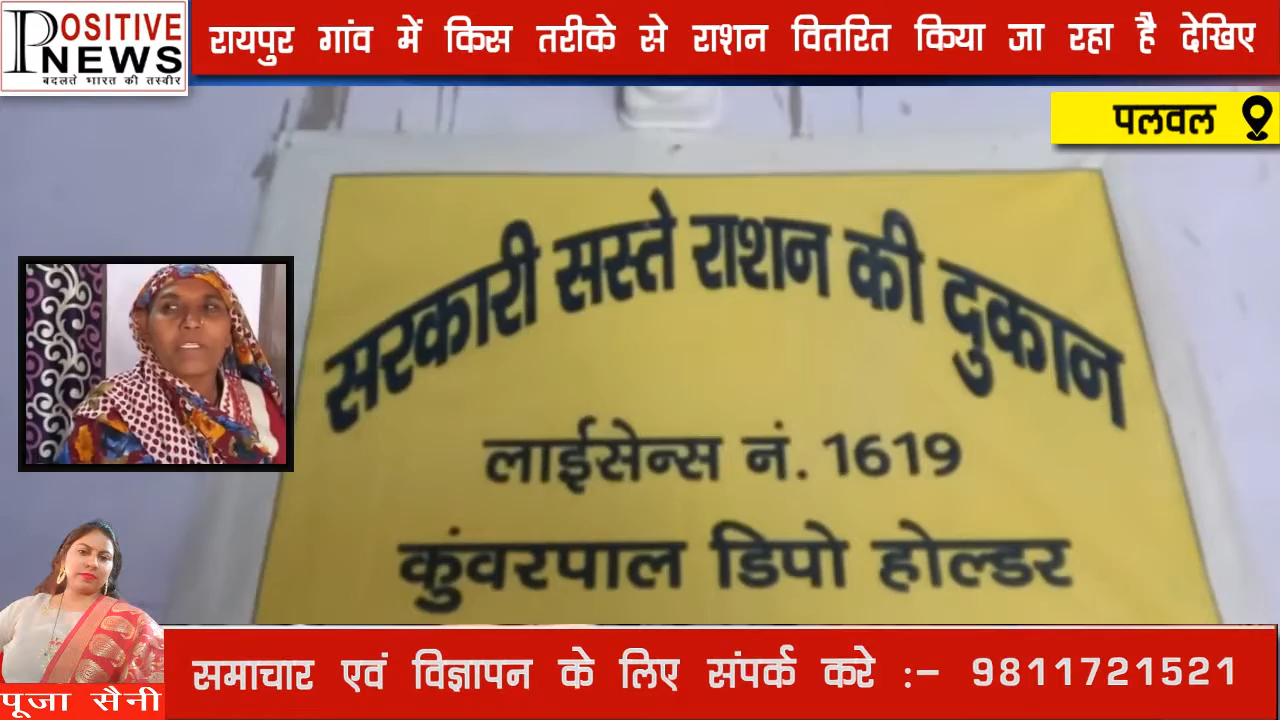 POSITIVE
NEWS
बदलते भारत की तस्वीर
रायपुर गांव में किस तरीके से राशन वितरित किया जा रहा है देखिए
पलवल
सरकारी सस्ते राशन की दुकान
लाईसेन्स नं. 1619
कुंवरपाल डिपो होल्डर
पूजा सैनी
समाचार एवं विज्ञापन के लिए संपर्क करे :- 9811721521